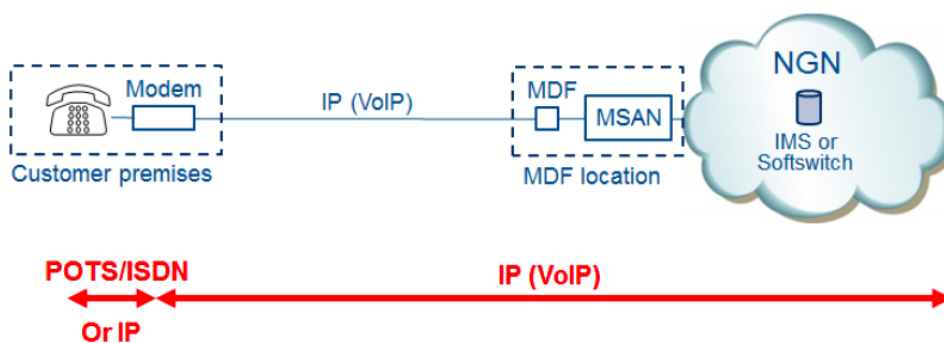 NGN
Modem
IP (VoIP)
MDF
MSAN
IMS or
Softswitch
Customer premises
MDF location
POTS/ISDN
IP (VoIP)
Or IP